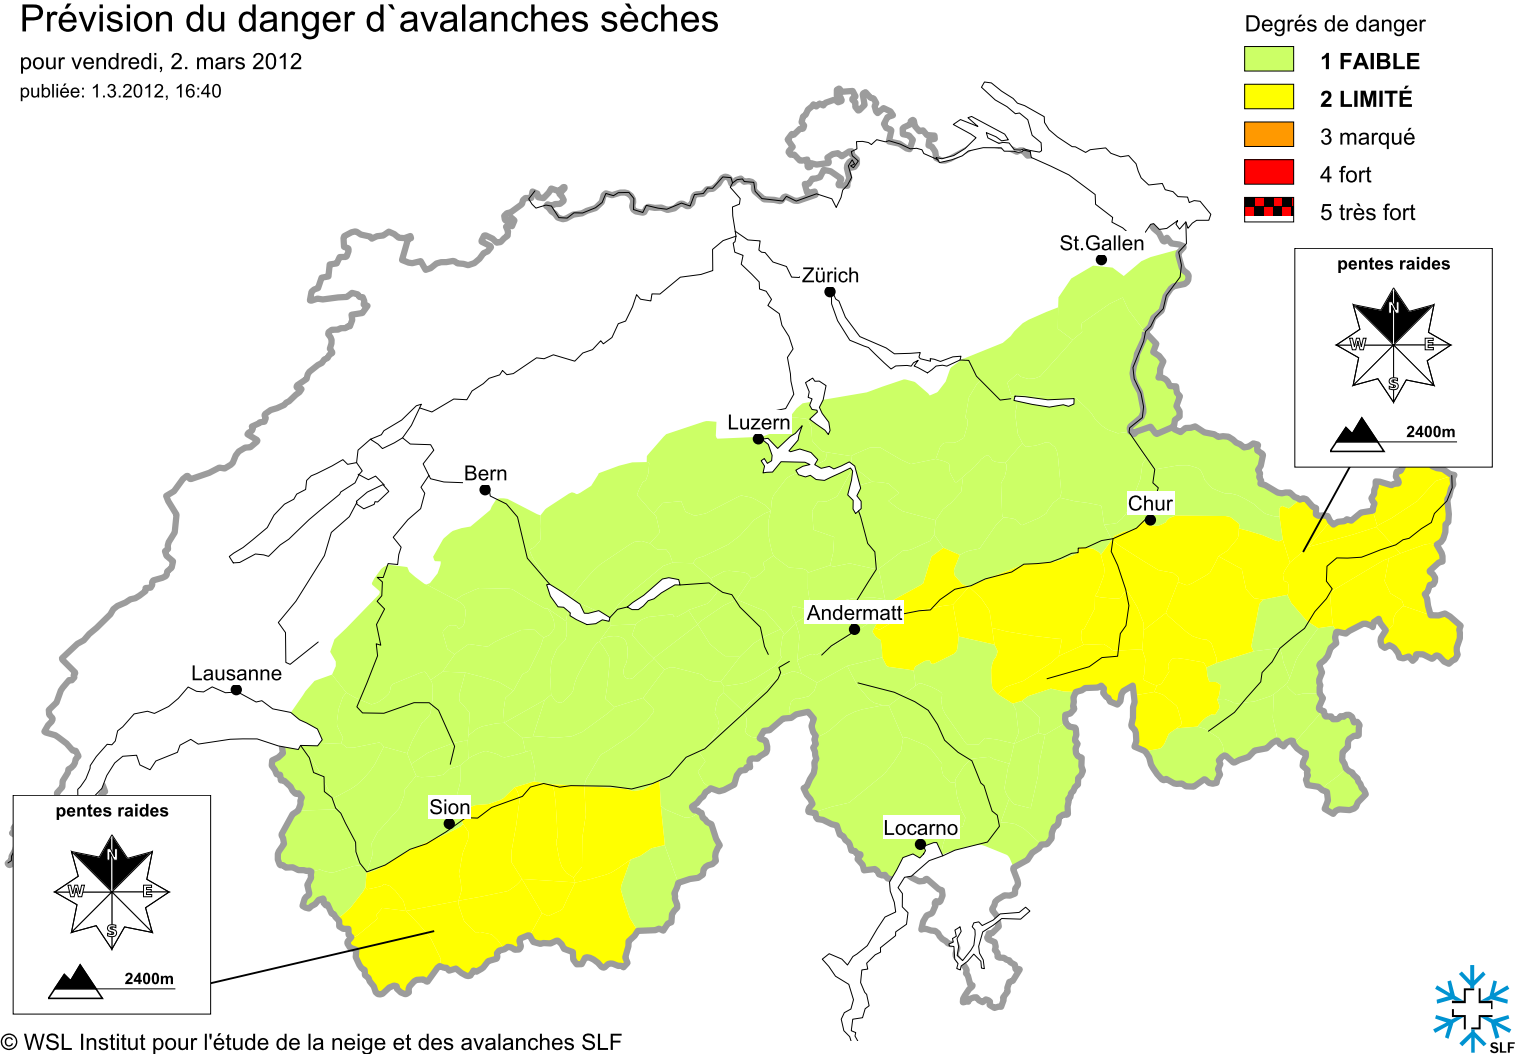 Prévision du danger d`avalanches sèches
pour vendredi, 2. mars 2012
publiée: 1.3.2012, 16:40
Degrés de danger
1 FAIBLE
2 LIMITÉ
3 marqué
4 fort
5 très fort
St.Gallen
Zürich
pentes raides
N
W E
S
2400m
Luzern
Bern
Chur
Andermatt
Lausanne
Sion
Locarno
pentes raides
N
W E
S
2400m
SLF
© WSL Institut pour l'étude de la neige et des avalanches SLF